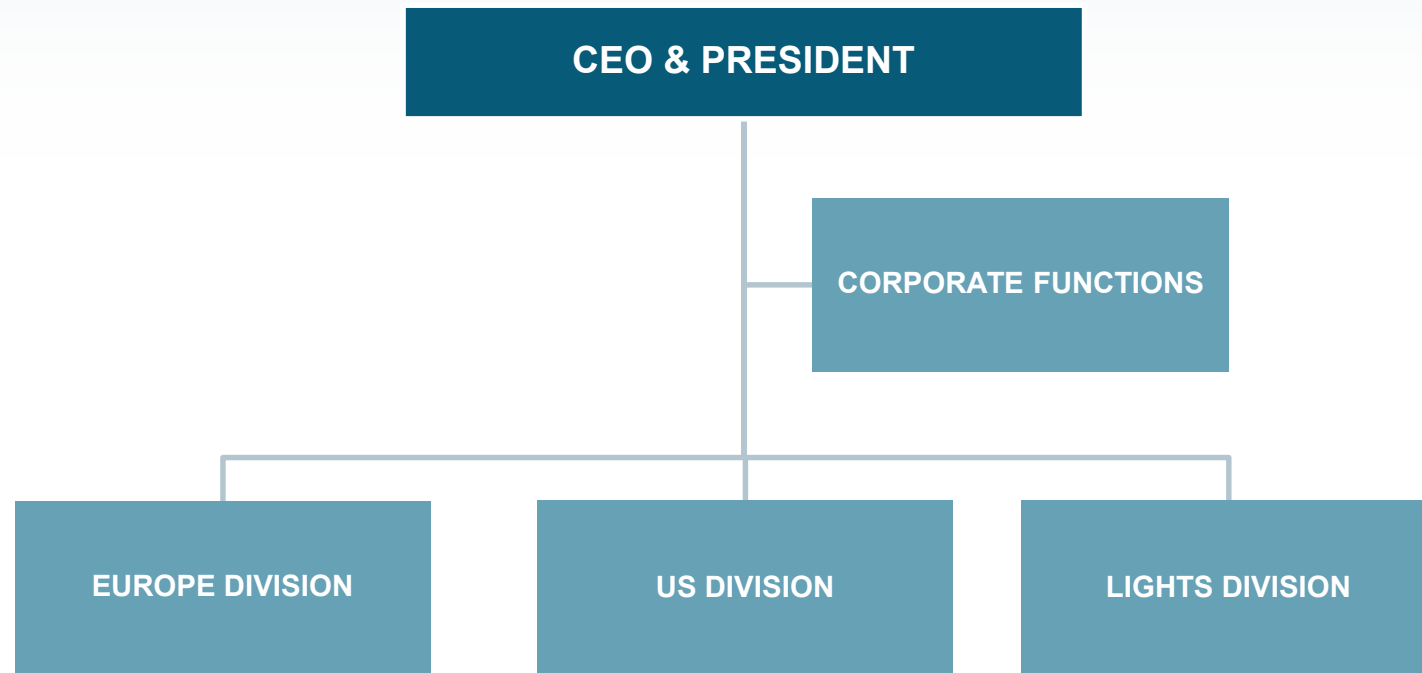 CEO & PRESIDENT
CORPORATE FUNCTIONS
EUROPE DIVISION
US DIVISION
LIGHTS DIVISION